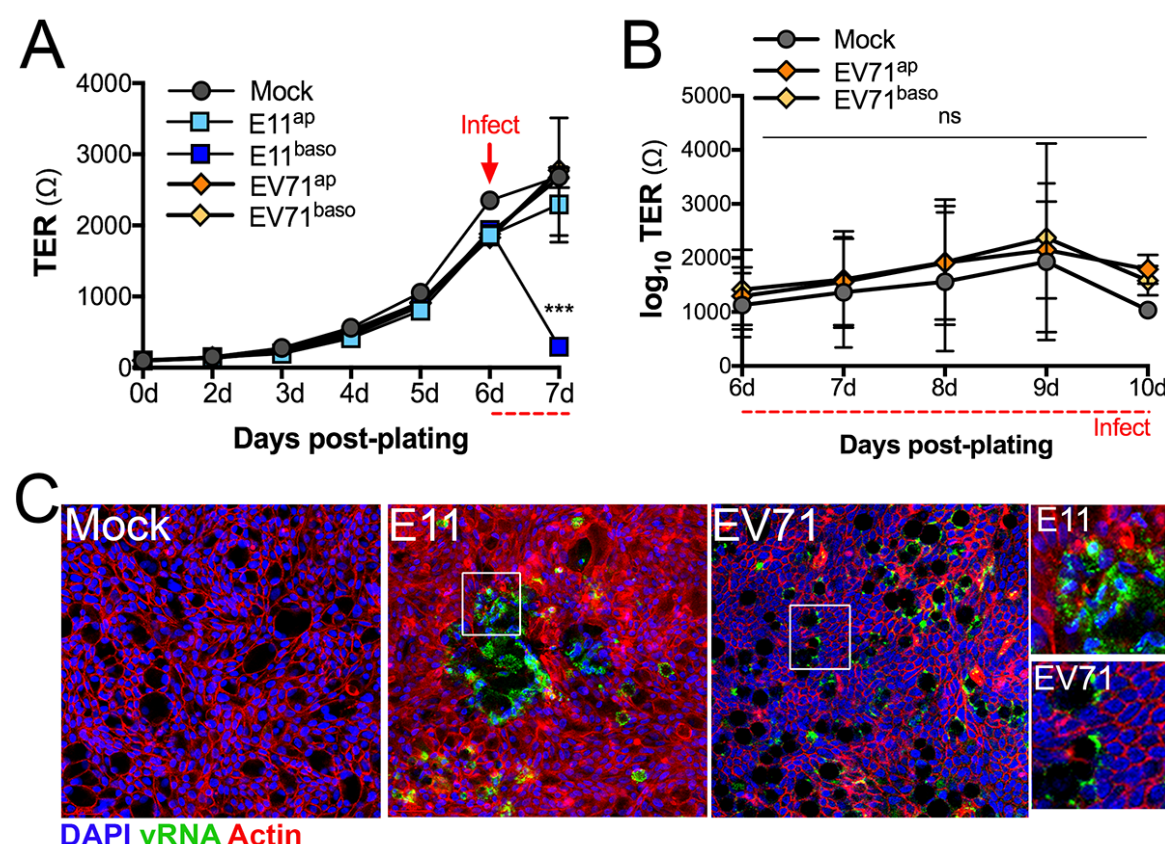 A
TER (Ω)
4000
3000
2000
1000
0
Mock
E11ap
E11baso
EV71ap
EV71baso
Infect
***
0d 2d 3d 4d 5d 6d 7d
Days post-plating
B
log10 TER (Ω)
5000
4000
3000
2000
1000
0
Mock
EV71ap
EV71baso
ns
6d 7d 8d 9d 10d
Infect
Days post-plating
C
Mock
E11
EV71
E11
EV71
DAPI vRNA Actin